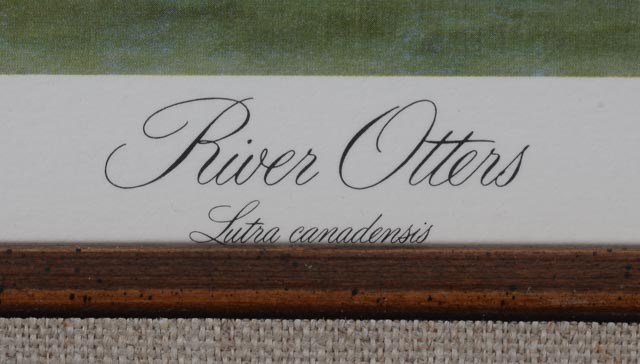 River Otters
Lutra canadensis